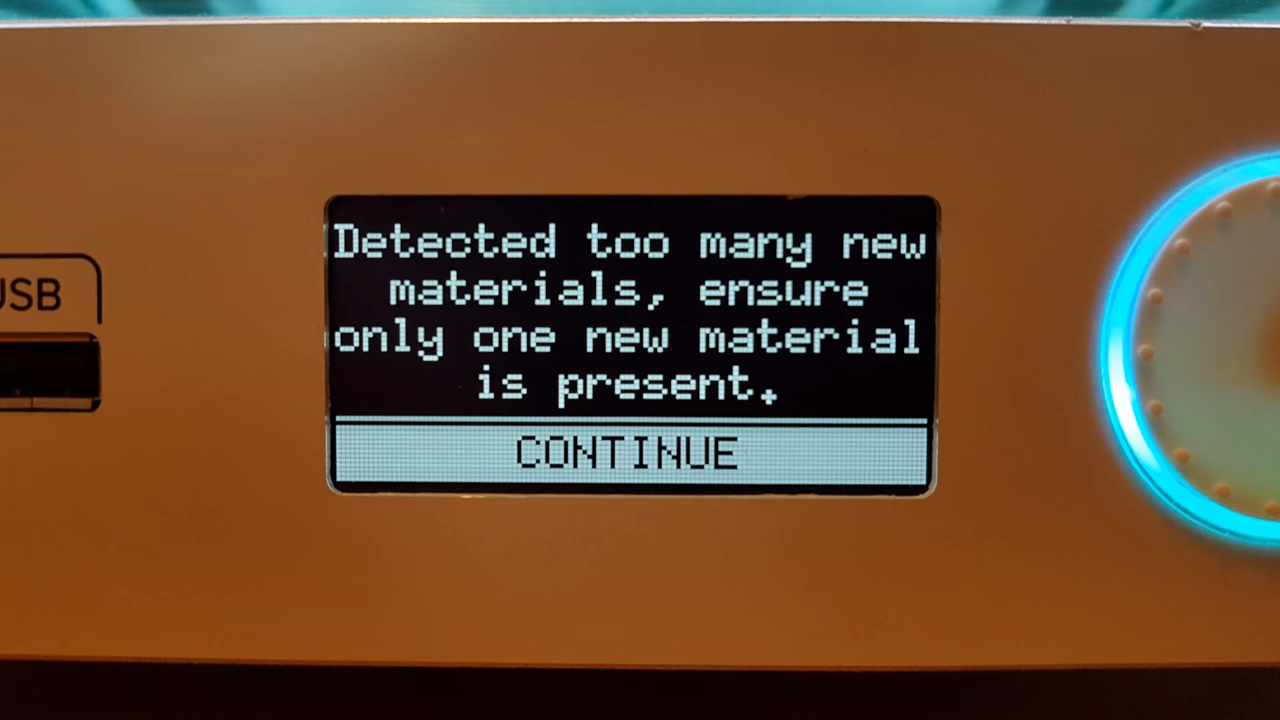 Detected too many new
materials, ensure
only one new material
is present.
CONTINUE
USB